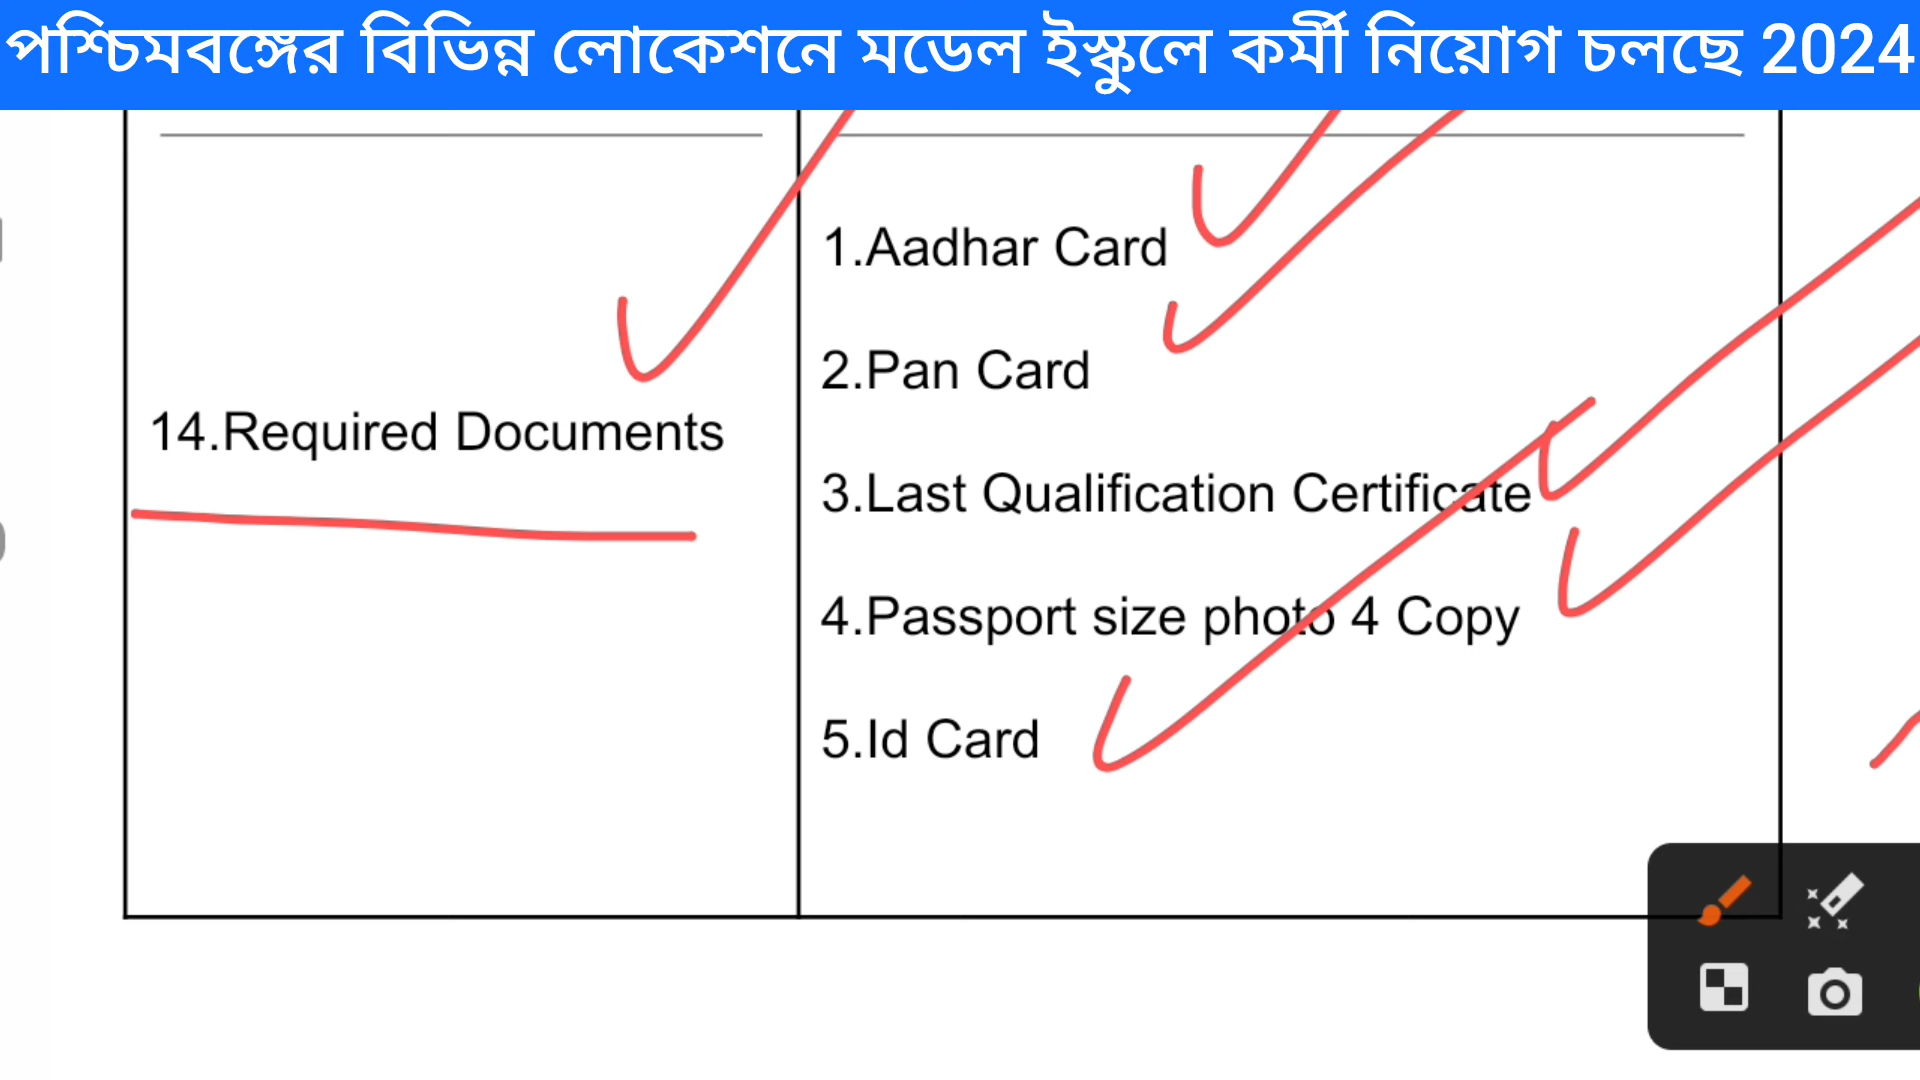 পশ্চিমবঙ্গের বিভিন্ন লোকেশনে মডেল ইস্কুলে কর্মী নিয়োগ চলছে 2024
1.Aadhar Card
2.Pan Card
14.Required Documents
3.Last Qualification Certificate
4.Passport size photo 4 Copy
5.Id Card